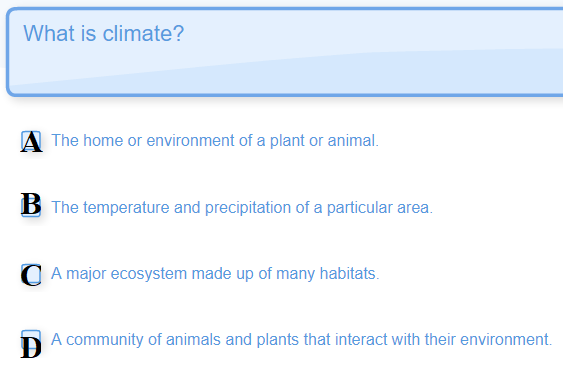 What is climate?
A The home or environment of a plant or animal.
B The temperature and precipitation of a particular area.
C A major ecosystem made up of many habitats.
D A community of animals and plants that interact with their environment.